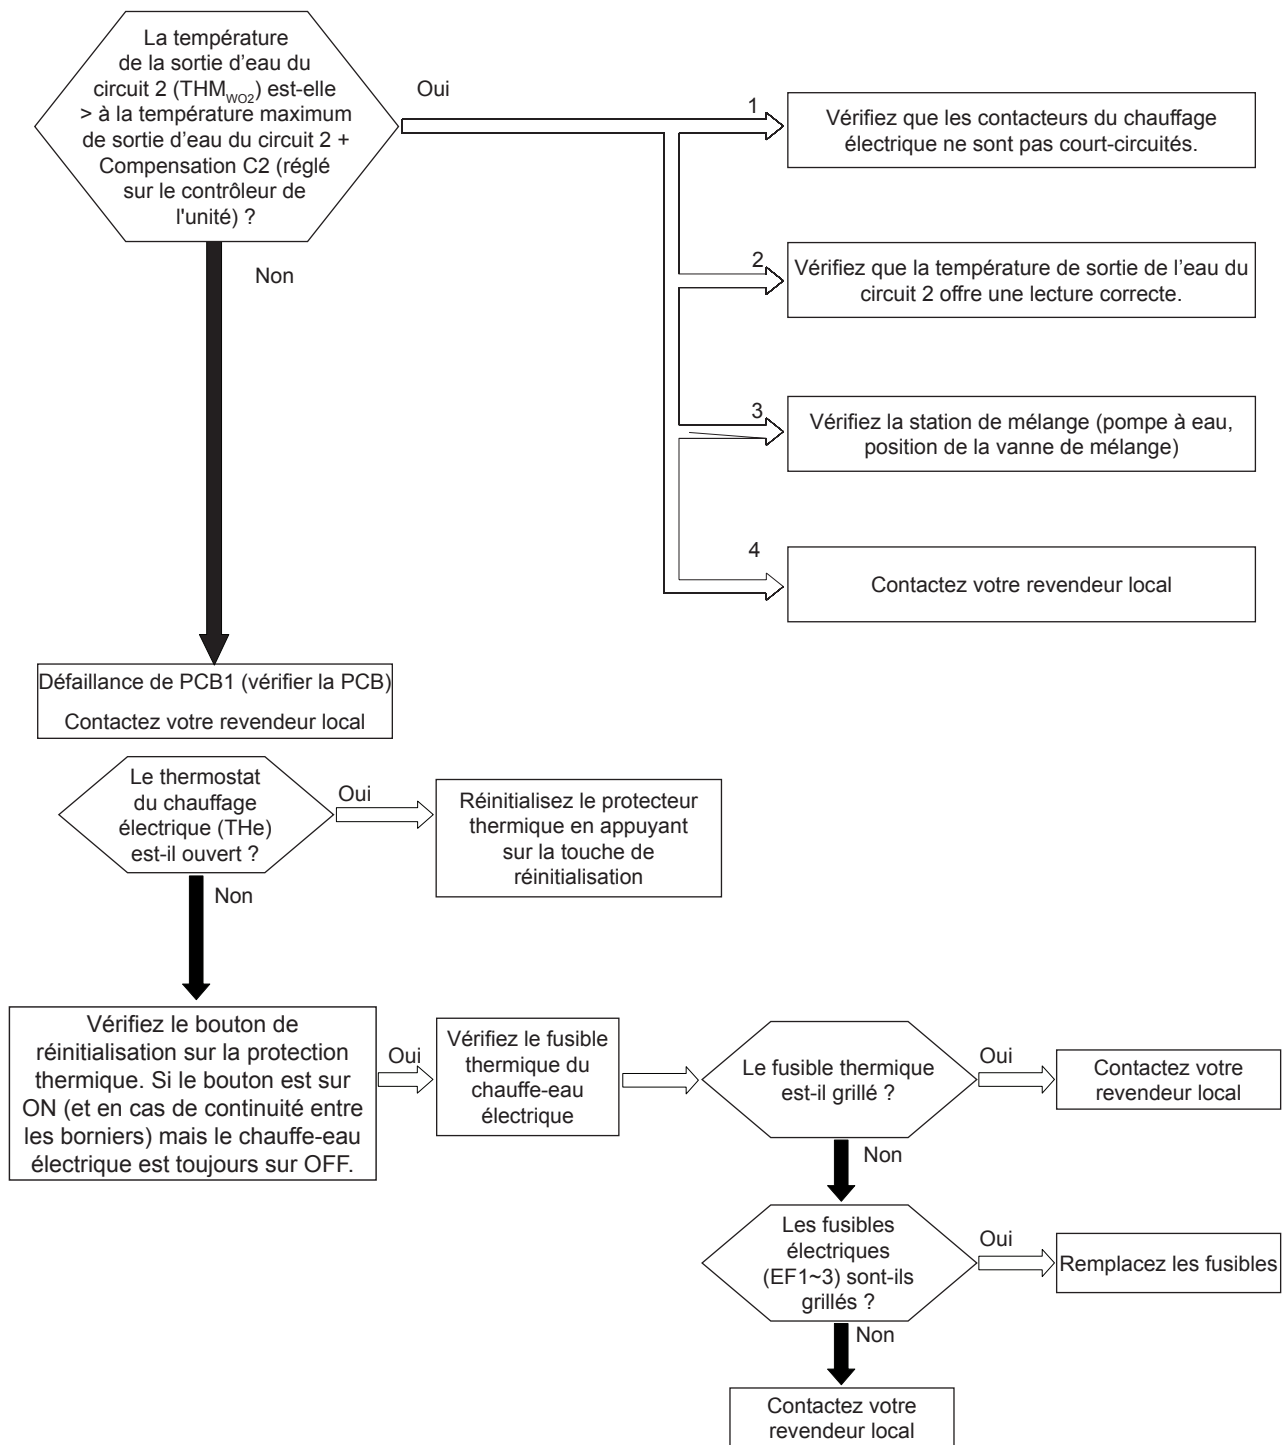 La température
de la sortie d’eau du
circuit 2 (THM_WO2) est-elle
> à la température maximum
de sortie d’eau du circuit 2 +
Compensation C2 (réglé
sur le contrôleur de
l'unité) ?
Oui
1
Vérifiez que les contacteurs du chauffage
électrique ne sont pas court-circuités.
Non
2
Vérifiez que la température de sortie de l’eau du
circuit 2 offre une lecture correcte.
3
Vérifiez la station de mélange (pompe à eau,
position de la vanne de mélange)
4
Contactez votre revendeur local
Défaillance de PCB1 (vérifier la PCB)
Contactez votre revendeur local
Le thermostat
du chauffage
électrique (THe)
est-il ouvert ?
Oui
Réinitialisez le protecteur
thermique en appuyant
sur la touche de
réinitialisation
Non
Vérifiez le bouton de
réinitialisation sur la protection
thermique. Si le bouton est sur
ON (et en cas de continuité entre
les borniers) mais le chauffe-eau
électrique est toujours sur OFF.
Oui
Vérifiez le fusible
thermique du
chauffe-eau
électrique
Le fusible thermique
est-il grillé ?
Oui
Contactez votre
revendeur local
Non
Les fusibles
électriques
(EF1~3) sont-ils
grillés ?
Oui
Remplacez les fusibles
Non
Contactez votre
revendeur local